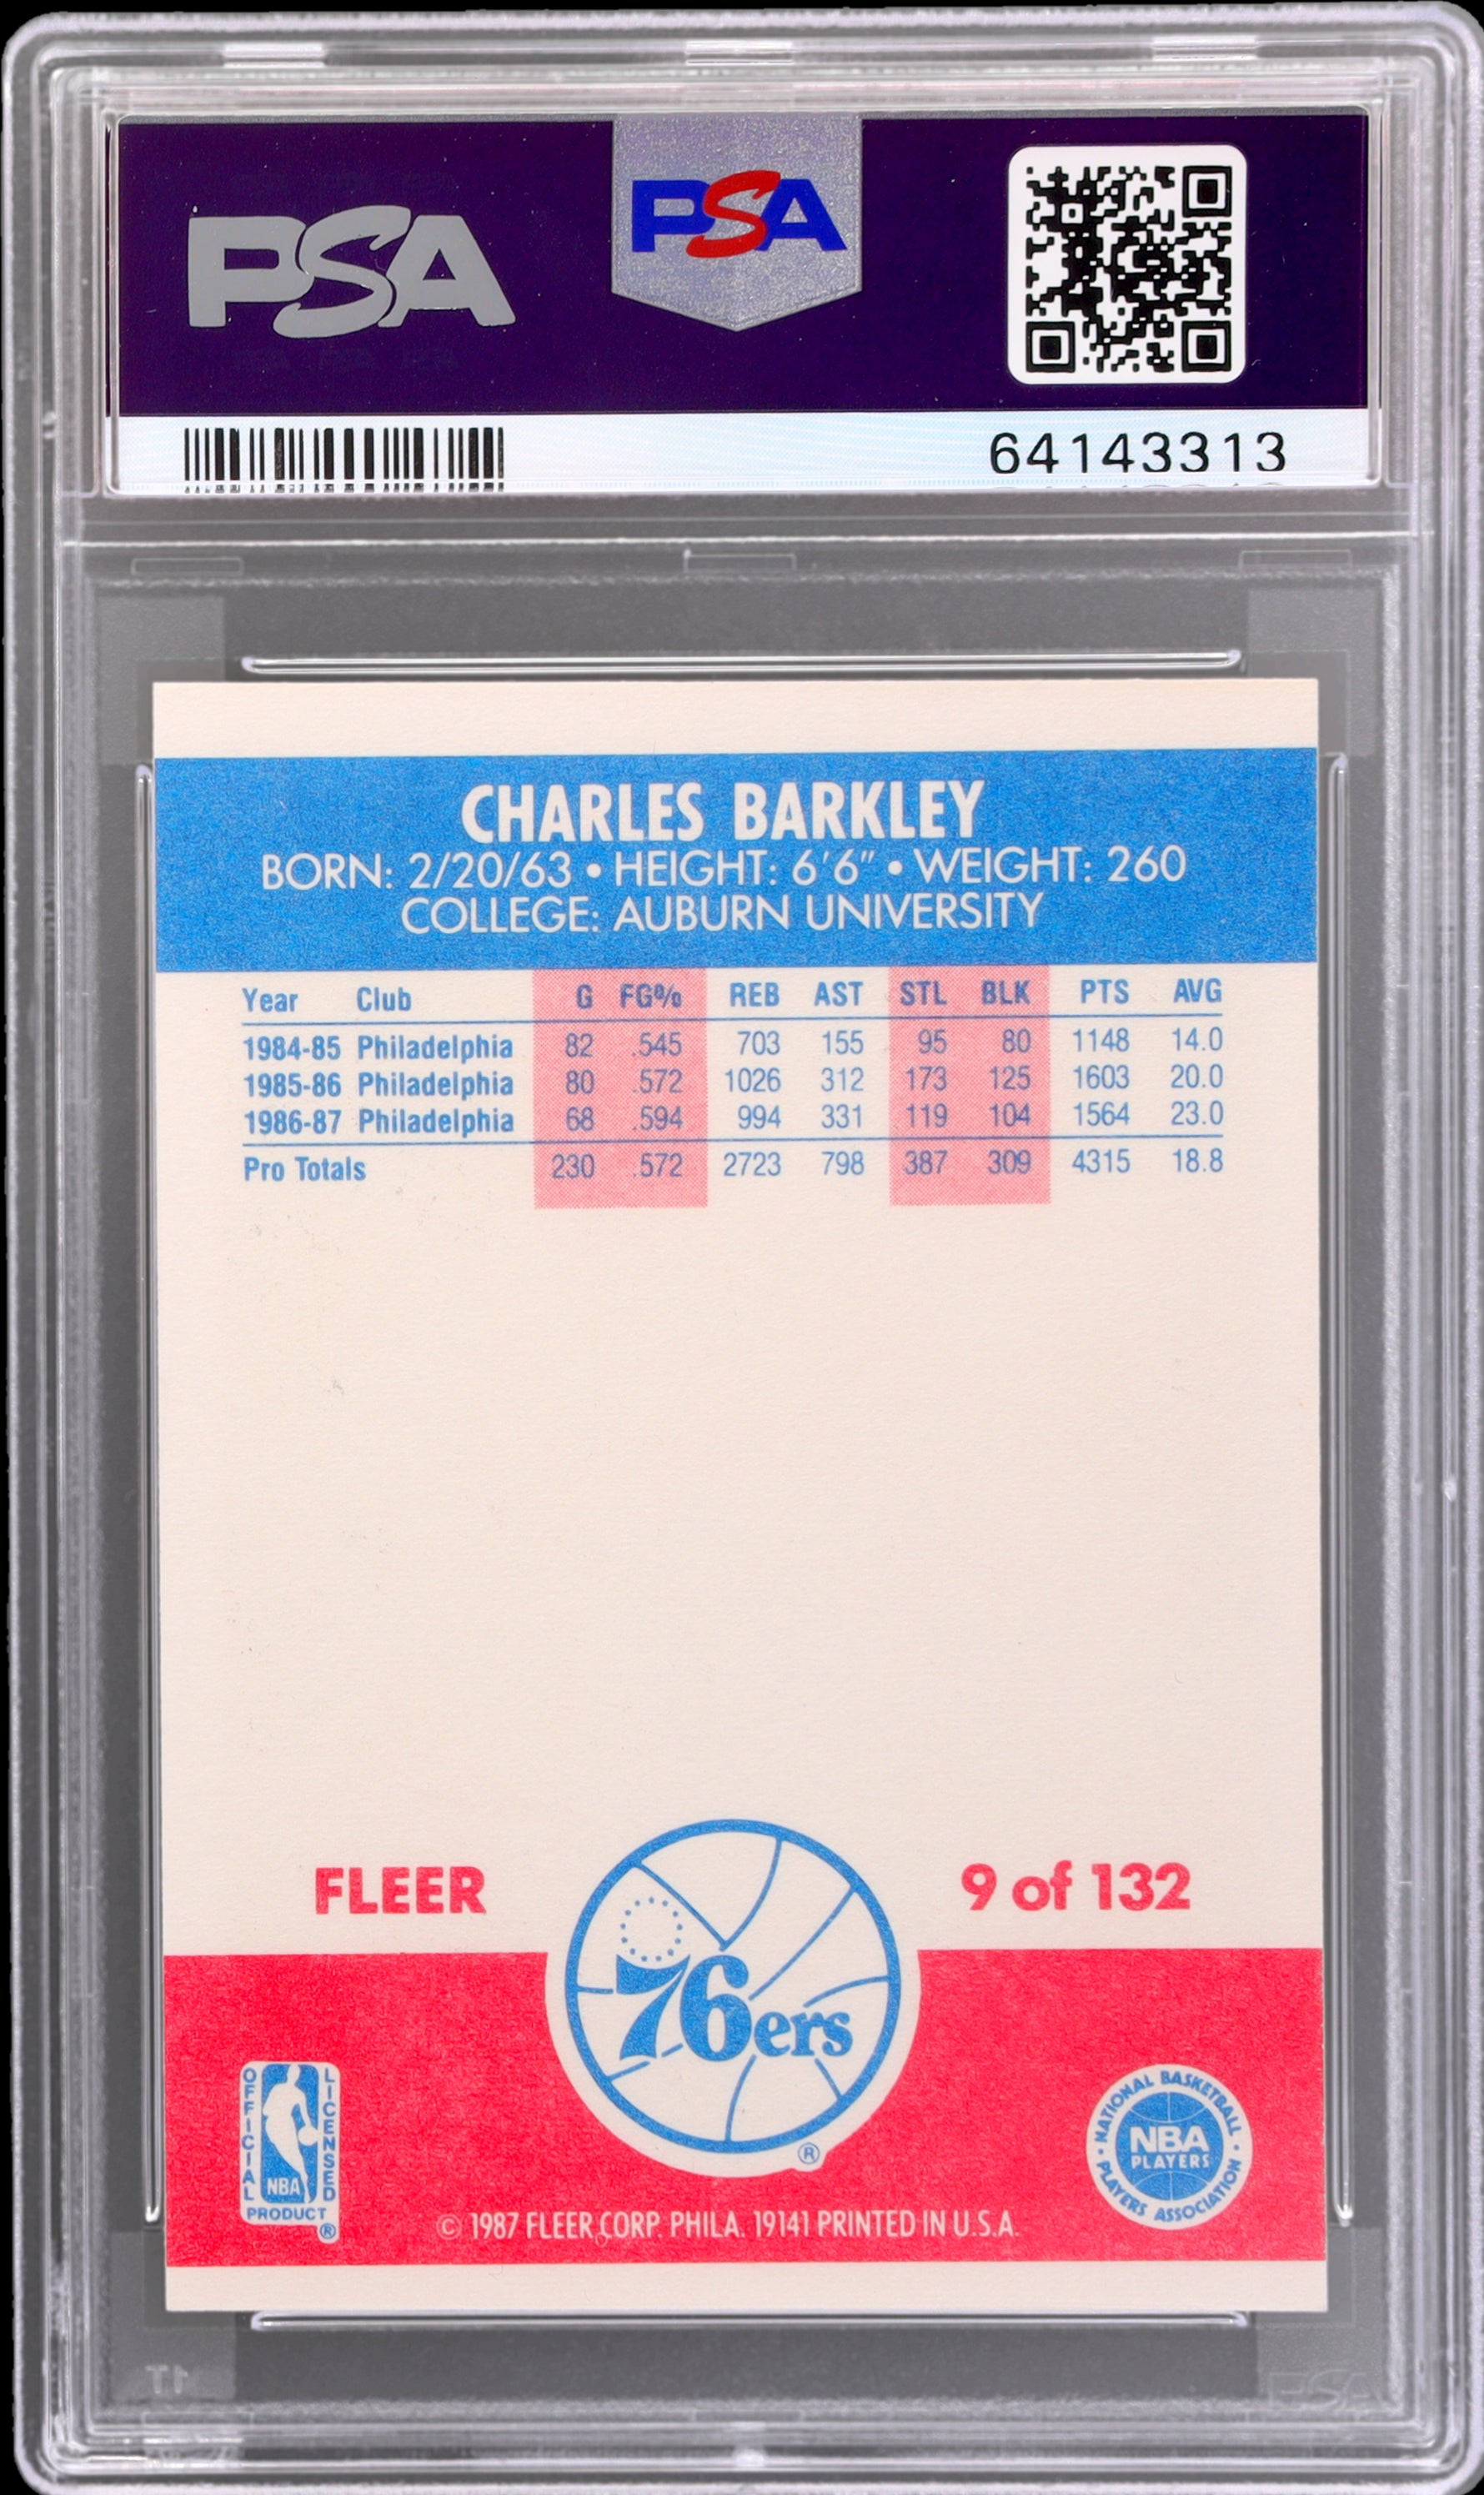 PSA
PSA
64143313
CHARLES BARKLEY
BORN: 2/20/63 • HEIGHT: 6'6" • WEIGHT: 260
COLLEGE: AUBURN UNIVERSITY
Year Club G FG% REB AST STL BLK PTS AVG
1984-85 Philadelphia 82 .545 703 155 95 80 1148 14.0
1985-86 Philadelphia 80 .572 1026 312 173 125 1603 20.0
1986-87 Philadelphia 68 .594 994 331 119 104 1564 23.0
Pro Totals 230 .572 2723 798 387 309 4315 18.8
FLEER
9 of 132
76ers
®
OFFICIAL
LICENSED
NBA
PRODUCT
®
NATIONAL BASKETBALL
NBA
PLAYERS
• PLAYERS ASSOCIATION •
© 1987 FLEER CORP. PHILA. 19141 PRINTED IN U.S.A.
PSA